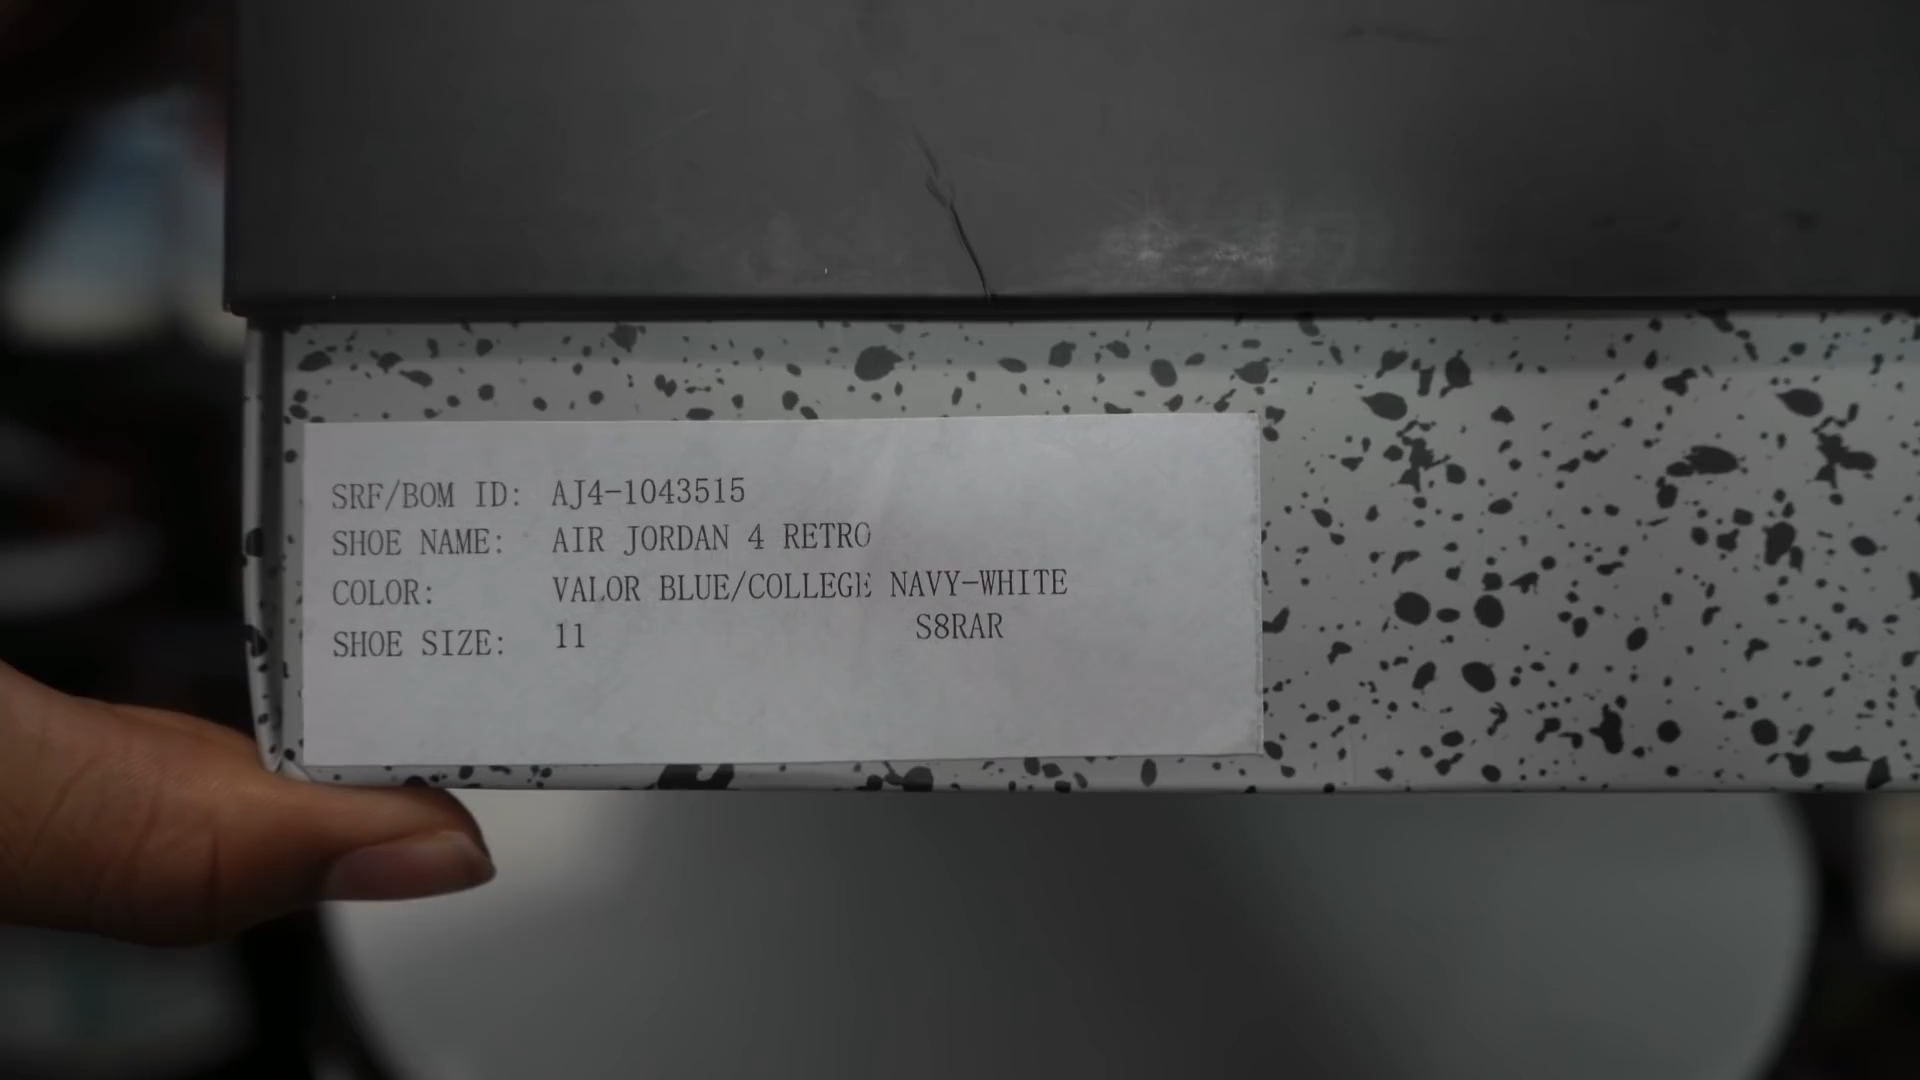 SRF/BOM ID: AJ4-1043515
SHOE NAME: AIR JORDAN 4 RETRO
COLOR: VALOR BLUE/COLLEGE NAVY-WHITE
SHOE SIZE: 11 S8RAR